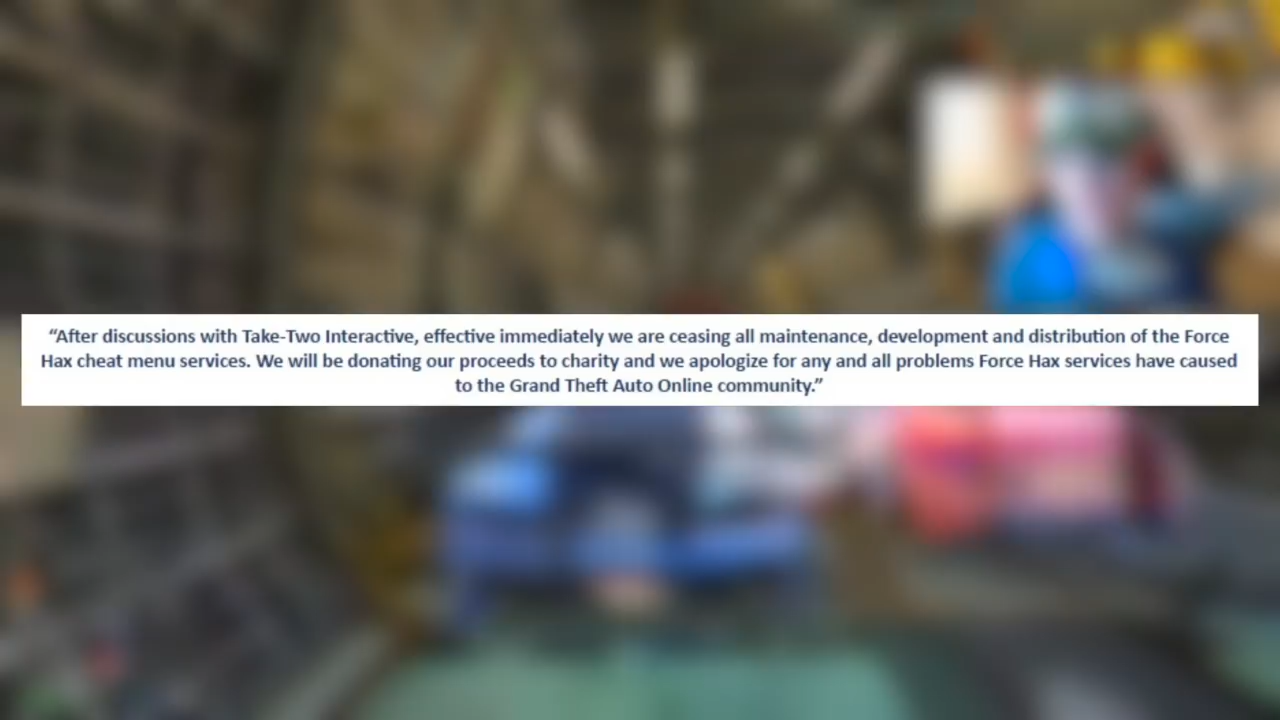 “After discussions with Take-Two Interactive, effective immediately we are ceasing all maintenance, development and distribution of the Force
Hax cheat menu services. We will be donating our proceeds to charity and we apologize for any and all problems Force Hax services have caused
to the Grand Theft Auto Online community.”